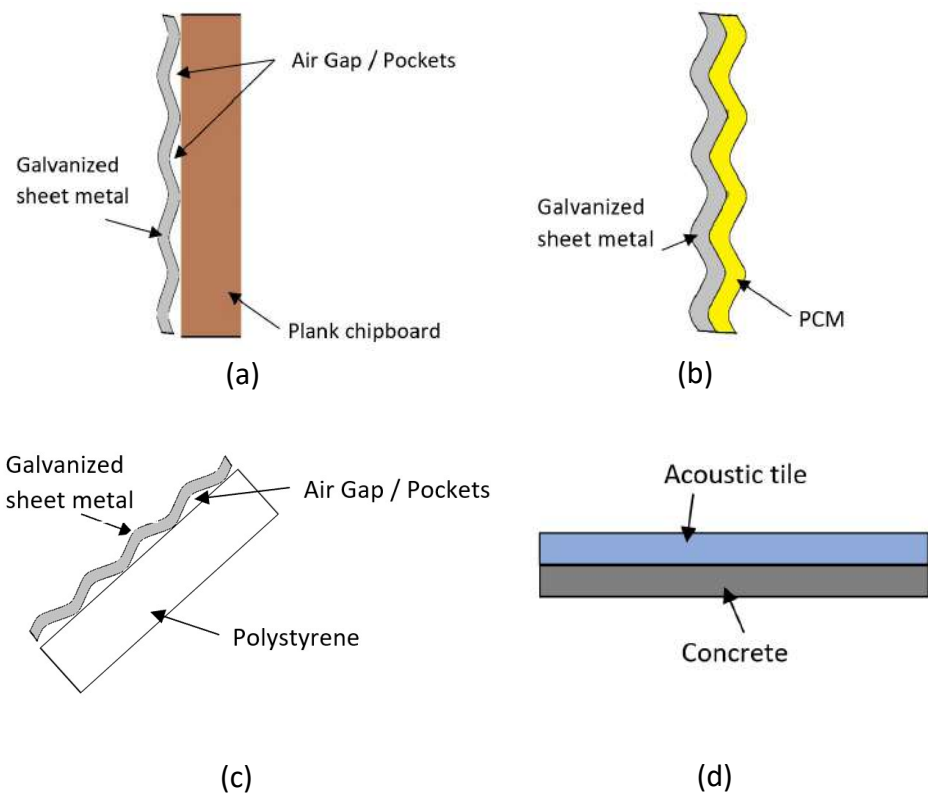 Air Gap / Pockets
Galvanized
sheet metal
Plank chipboard
(a)
Galvanized
sheet metal
PCM
(b)
Galvanized
sheet metal
Air Gap / Pockets
Polystyrene
(c)
Acoustic tile
Concrete
(d)